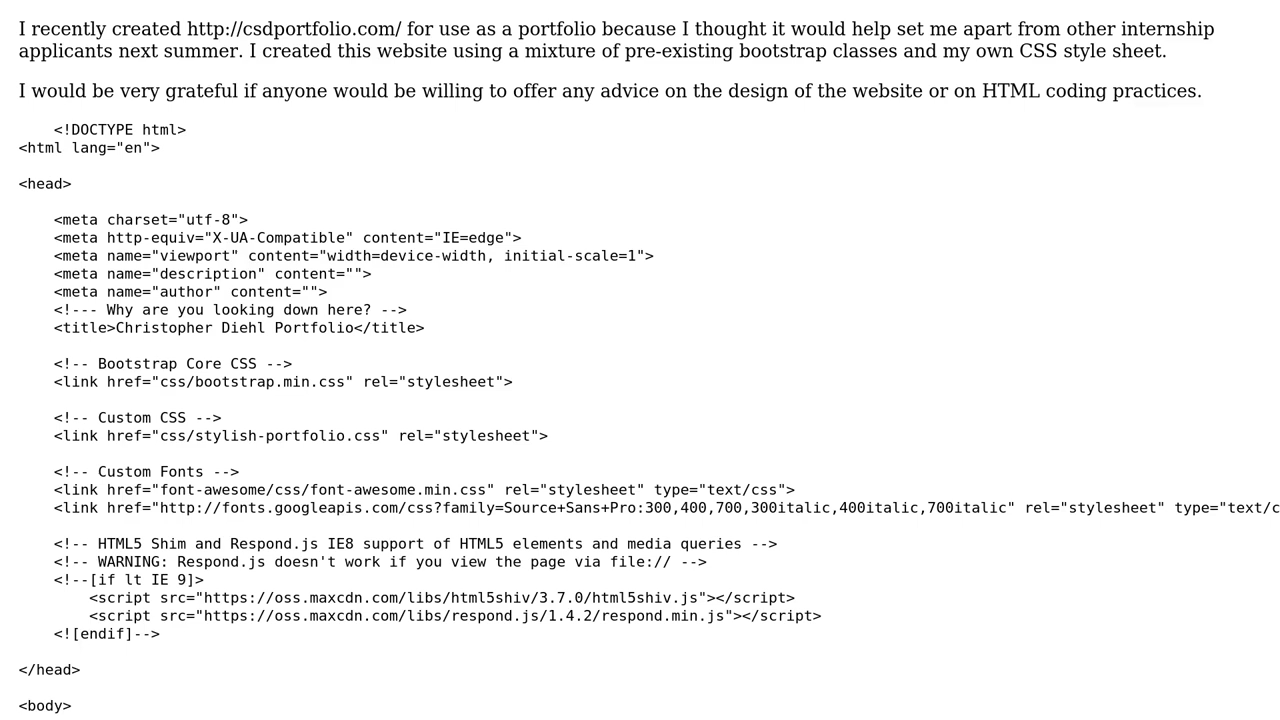 I recently created http://csdportfolio.com/ for use as a portfolio because I thought it would help set me apart from other internship
applicants next summer. I created this website using a mixture of pre-existing bootstrap classes and my own CSS style sheet.
I would be very grateful if anyone would be willing to offer any advice on the design of the website or on HTML coding practices.
    <!DOCTYPE html>
<html lang="en">
<head>
    <meta charset="utf-8">
    <meta http-equiv="X-UA-Compatible" content="IE=edge">
    <meta name="viewport" content="width=device-width, initial-scale=1">
    <meta name="description" content="">
    <meta name="author" content="">
    <!--- Why are you looking down here? -->
    <title>Christopher Diehl Portfolio</title>
    <!-- Bootstrap Core CSS -->
    <link href="css/bootstrap.min.css" rel="stylesheet">
    <!-- Custom CSS -->
    <link href="css/stylish-portfolio.css" rel="stylesheet">
    <!-- Custom Fonts -->
    <link href="font-awesome/css/font-awesome.min.css" rel="stylesheet" type="text/css">
    <link href="http://fonts.googleapis.com/css?family=Source+Sans+Pro:300,400,700,300italic,400italic,700italic" rel="stylesheet" type="text/c
    <!-- HTML5 Shim and Respond.js IE8 support of HTML5 elements and media queries -->
    <!-- WARNING: Respond.js doesn't work if you view the page via file:// -->
    <!--[if lt IE 9]>
        <script src="https://oss.maxcdn.com/libs/html5shiv/3.7.0/html5shiv.js"></script>
        <script src="https://oss.maxcdn.com/libs/respond.js/1.4.2/respond.min.js"></script>
    <![endif]-->
</head>
<body>